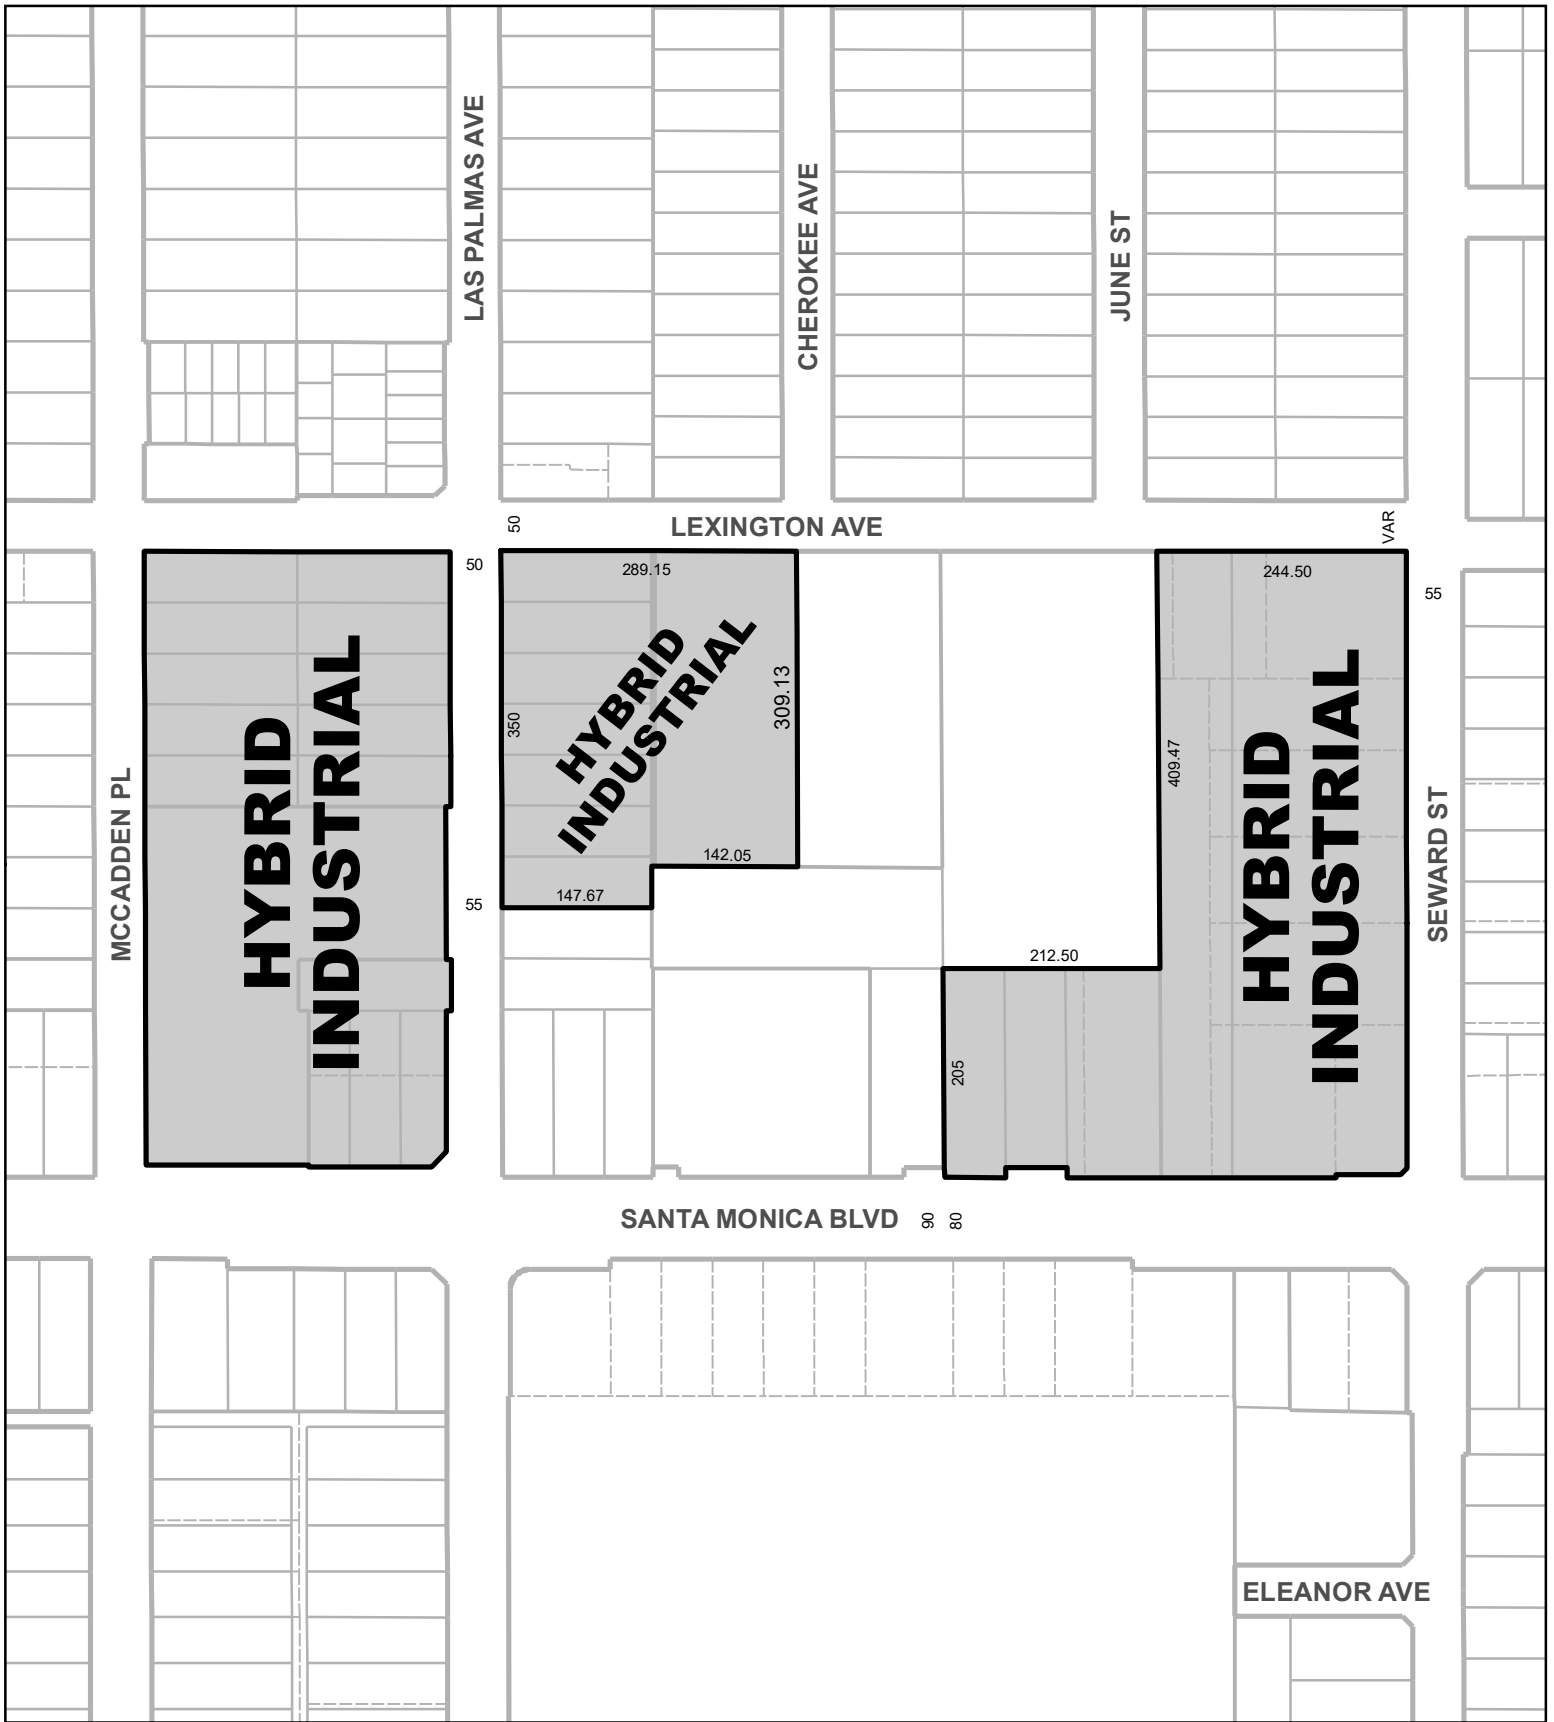 LAS PALMAS AVE
CHEROKEE AVE
JUNE ST
50
LEXINGTON AVE
VAR
50
289.15
244.50
55
HYBRID
INDUSTRIAL
HYBRID
INDUSTRIAL
350
309.13
409.47
HYBRID
INDUSTRIAL
MCCADDEN PL
SEWARD ST
142.05
147.67
55
212.50
205
SANTA MONICA BLVD
90
80
ELEANOR AVE